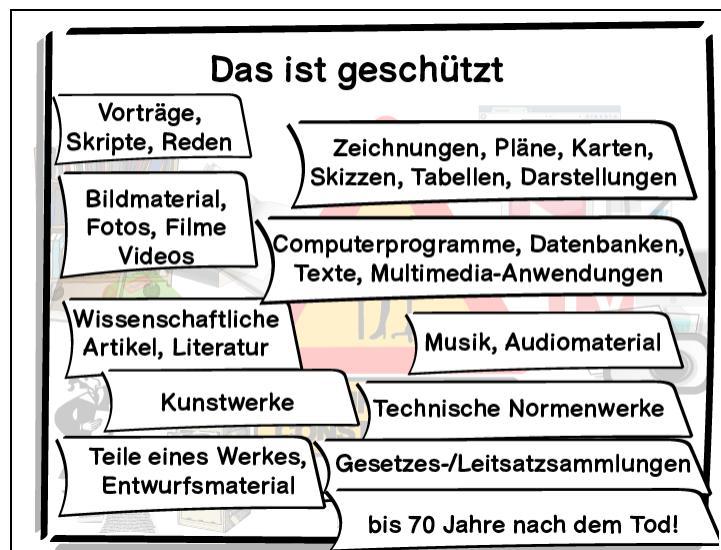 Das ist geschützt
Vorträge,
Skripte, Reden
Zeichnungen, Pläne, Karten,
Skizzen, Tabellen, Darstellungen
Bildmaterial,
Fotos, Filme
Videos
Computerprogramme, Datenbanken,
Texte, Multimedia-Anwendungen
Wissenschaftliche
Artikel, Literatur
Musik, Audiomaterial
Kunstwerke
Technische Normenwerke
Teile eines Werkes,
Entwurfsmaterial
Gesetzes-/Leitsatzsammlungen
bis 70 Jahre nach dem Tod!